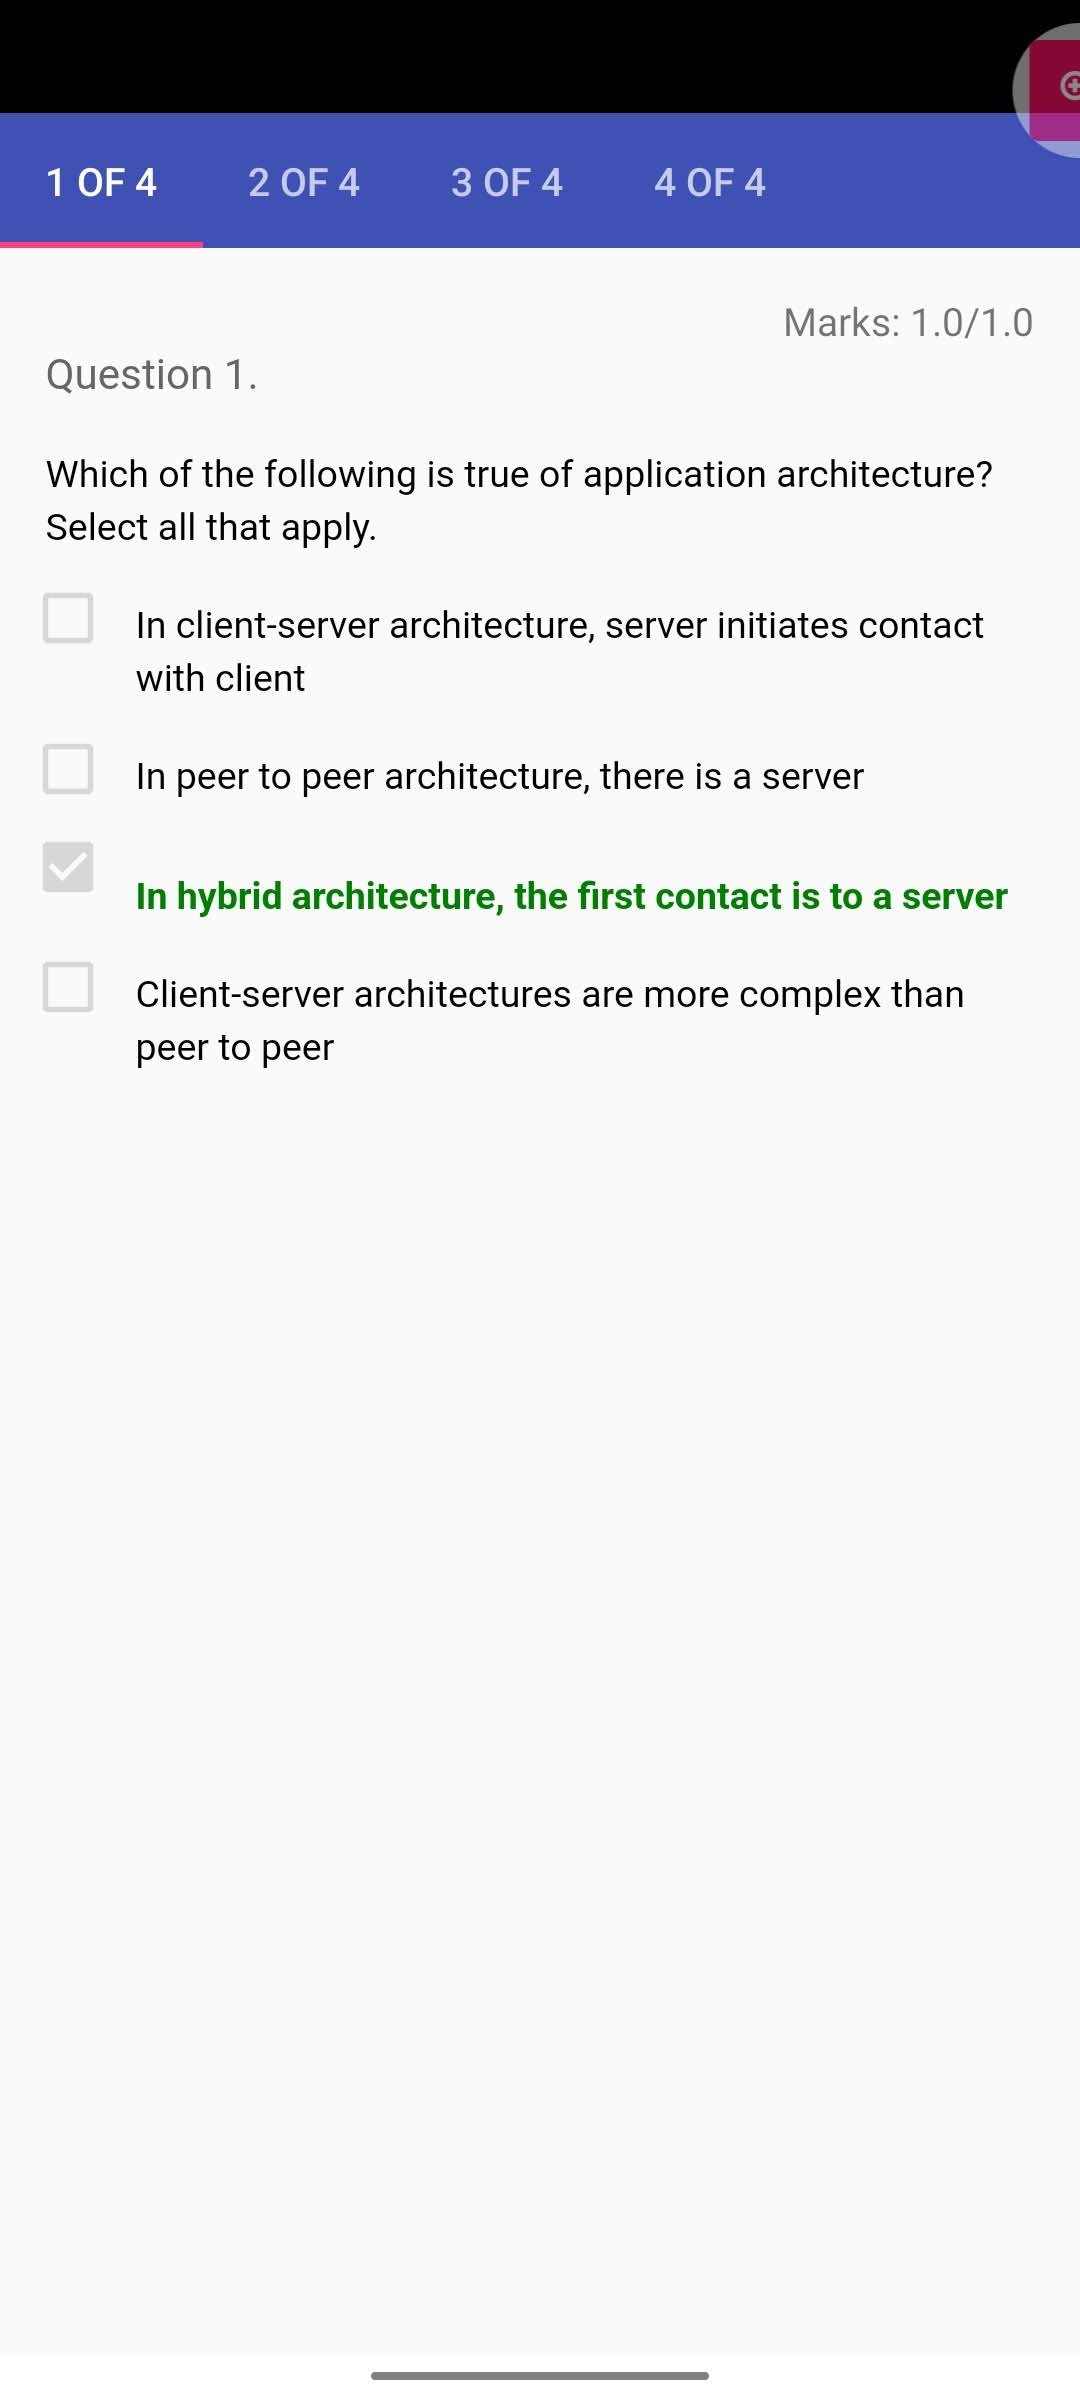 1 OF 4 2 OF 4 3 OF 4 4 OF 4
Marks: 1.0/1.0
Question 1.
Which of the following is true of application architecture?
Select all that apply.
In client-server architecture, server initiates contact
with client
In peer to peer architecture, there is a server
In hybrid architecture, the first contact is to a server
Client-server architectures are more complex than
peer to peer